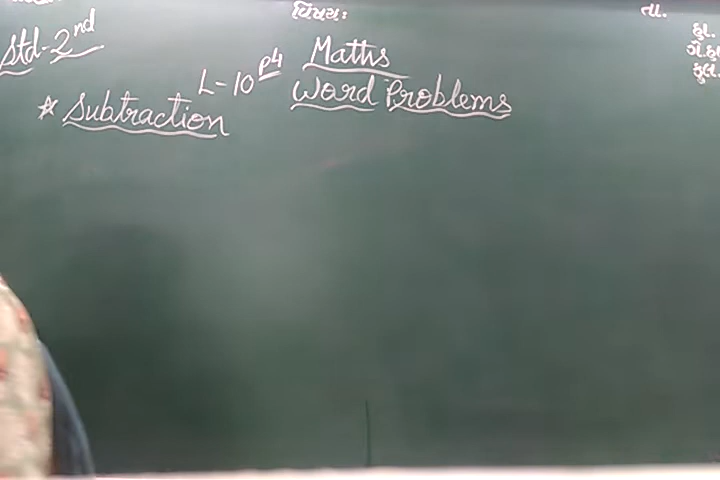 વિષય: તા.
Std-2nd Maths હા.
L-10 P4 ગે.હા
* Subtraction Word Problems કુલ.